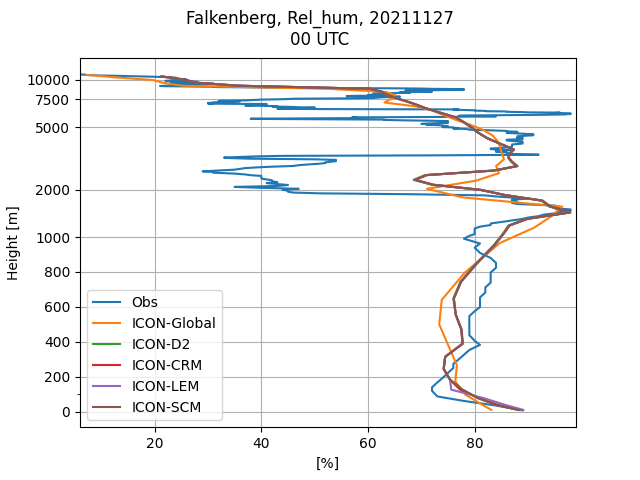 Falkenberg, Rel_hum, 20211127
00 UTC
Height [m]
10000
7500
5000
2000
1000
800
600
400
200
0
Obs
ICON-Global
ICON-D2
ICON-CRM
ICON-LEM
ICON-SCM
20
40
60
80
[%]